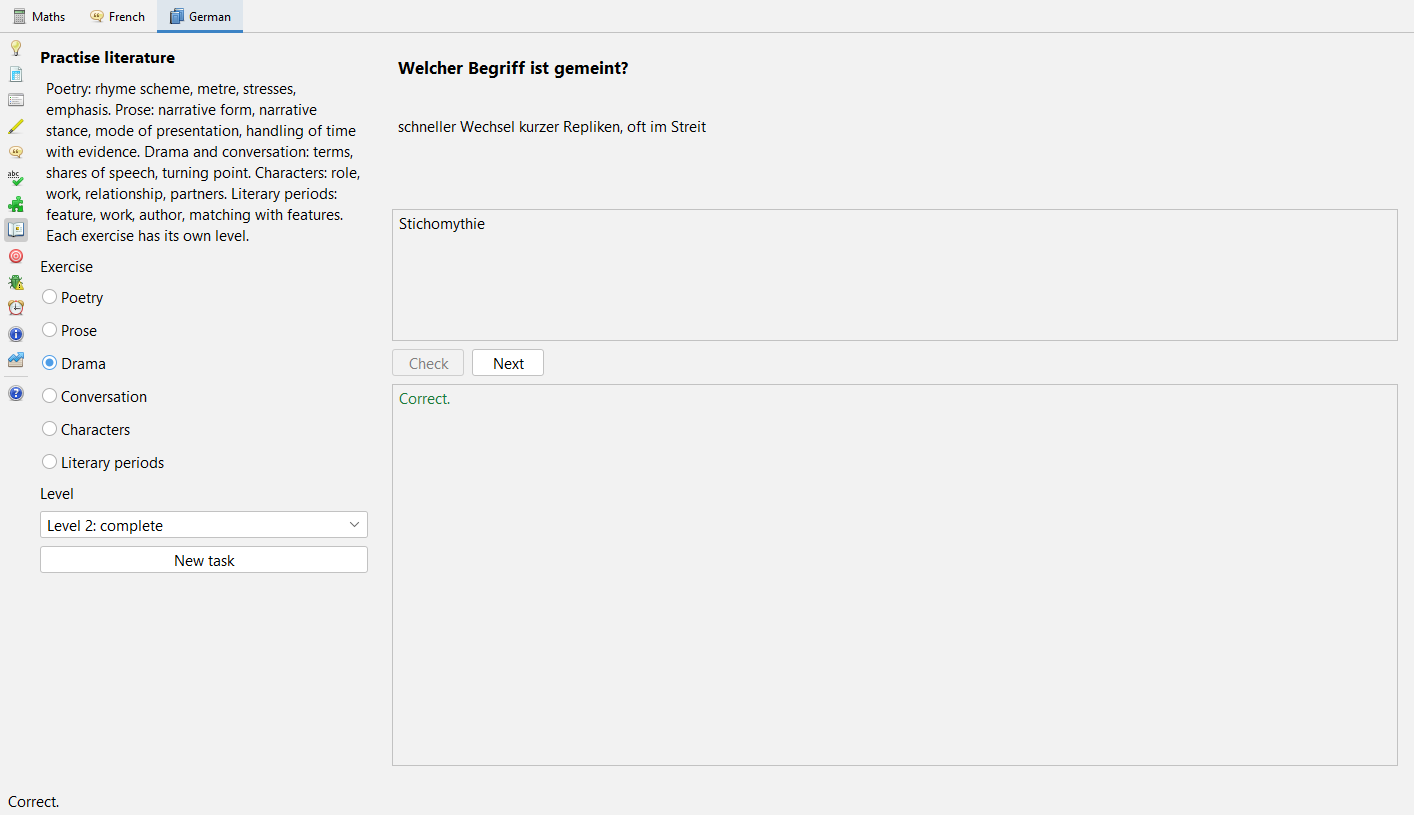 Maths French German
Practise literature
Poetry: rhyme scheme, metre, stresses,
emphasis. Prose: narrative form, narrative
stance, mode of presentation, handling of time
with evidence. Drama and conversation: terms,
shares of speech, turning point. Characters: role,
work, relationship, partners. Literary periods:
feature, work, author, matching with features.
Each exercise has its own level.
Exercise
Poetry
Prose
Drama
Conversation
Characters
Literary periods
Level
Level 2: complete
New task
Welcher Begriff ist gemeint?
schneller Wechsel kurzer Repliken, oft im Streit
Stichomythie
Check Next
Correct.
Correct.